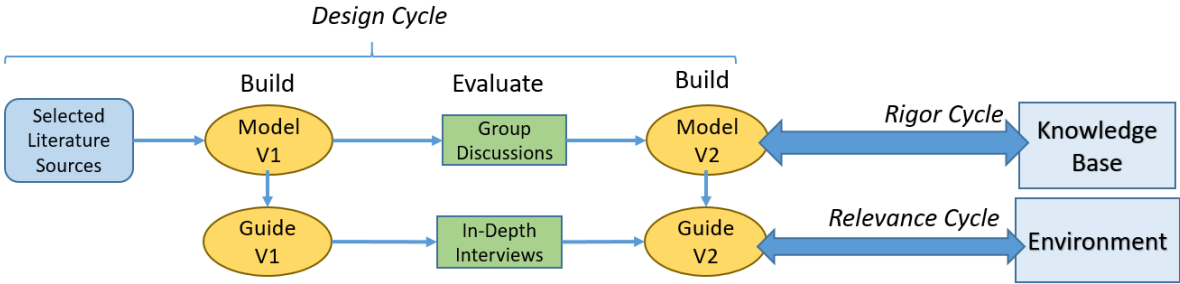 Design Cycle
Build
Evaluate
Build
Selected
Literature
Sources
Model
V1
Group
Discussions
Model
V2
Rigor Cycle
Knowledge
Base
Guide
V1
In-Depth
Interviews
Guide
V2
Relevance Cycle
Environment